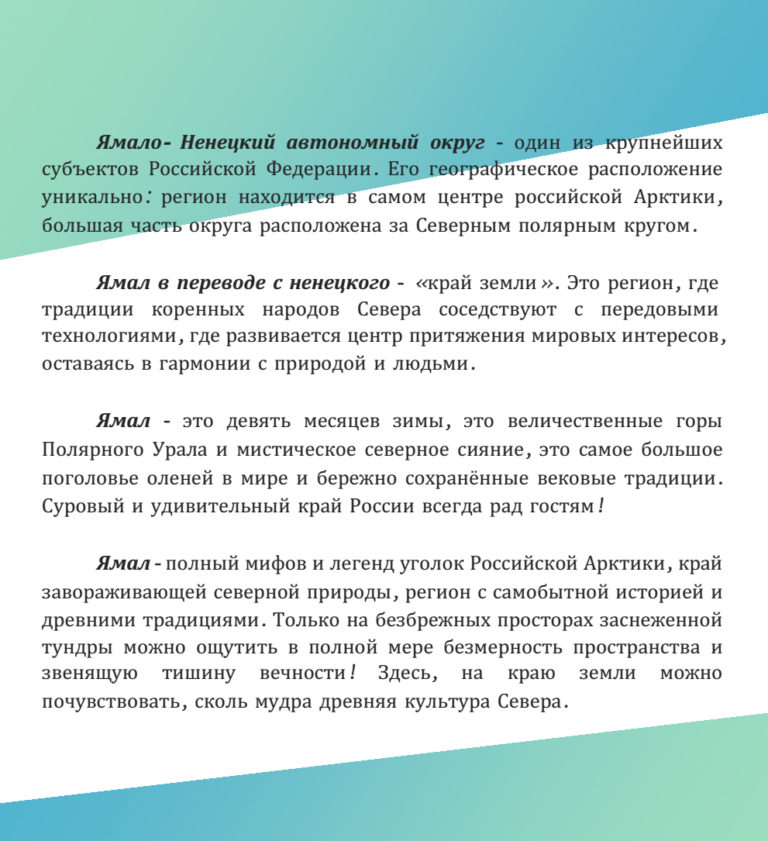 Ямало- Ненецкий автономный округ - один из крупнейших
субъектов Российской Федерации. Его географическое расположение
уникально: регион находится в самом центре российской Арктики,
большая часть округа расположена за Северным полярным кругом.
Ямал в переводе с ненецкого - «край земли». Это регион, где
традиции коренных народов Севера соседствуют с передовыми
технологиями, где развивается центр притяжения мировых интересов,
оставаясь в гармонии с природой и людьми.
Ямал - это девять месяцев зимы, это величественные горы
Полярного Урала и мистическое северное сияние, это самое большое
поголовье оленей в мире и бережно сохранённые вековые традиции.
Суровый и удивительный край России всегда рад гостям!
Ямал - полный мифов и легенд уголок Российской Арктики, край
завораживающей северной природы, регион с самобытной историей и
древними традициями. Только на безбрежных просторах заснеженной
тундры можно ощутить в полной мере безмерность пространства и
звенящую тишину вечности! Здесь, на краю земли можно
почувствовать, сколь мудра древняя культура Севера.